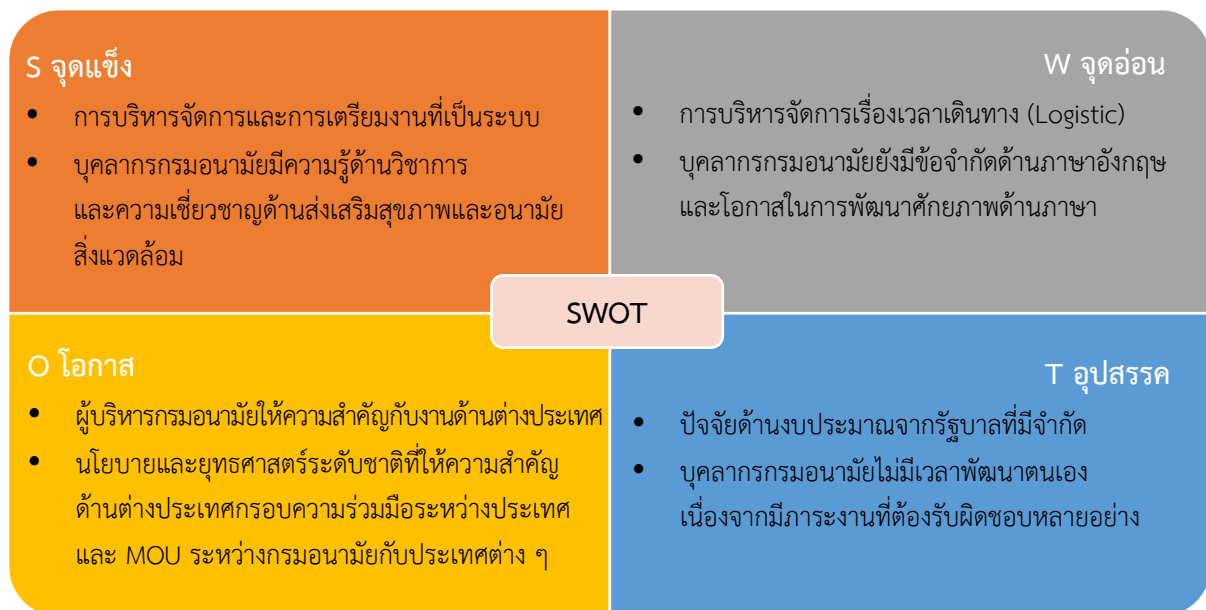 S จุดแข็ง
• การบริหารจัดการและการเตรียมงานที่เป็นระบบ
• บุคลากรกรมอนามัยมีความรู้ด้านวิชาการ
และความเชี่ยวชาญด้านส่งเสริมสุขภาพและอนามัย
สิ่งแวดล้อม
W จุดอ่อน
• การบริหารจัดการเรื่องเวลาเดินทาง (Logistic)
• บุคลากรกรมอนามัยยังมีข้อจำกัดด้านภาษาอังกฤษ
และโอกาสในการพัฒนาศักยภาพด้านภาษา
SWOT
O โอกาส
• ผู้บริหารกรมอนามัยให้ความสำคัญกับงานด้านต่างประเทศ
• นโยบายและยุทธศาสตร์ระดับชาติที่ให้ความสำคัญ
ด้านต่างประเทศกรอบความร่วมมือระหว่างประเทศ
และ MOU ระหว่างกรมอนามัยกับประเทศต่าง ๆ
T อุปสรรค
• ปัจจัยด้านงบประมาณจากรัฐบาลที่มีจำกัด
• บุคลากรกรมอนามัยไม่มีเวลาพัฒนาตนเอง
เนื่องจากมีภาระงานที่ต้องรับผิดชอบหลายอย่าง